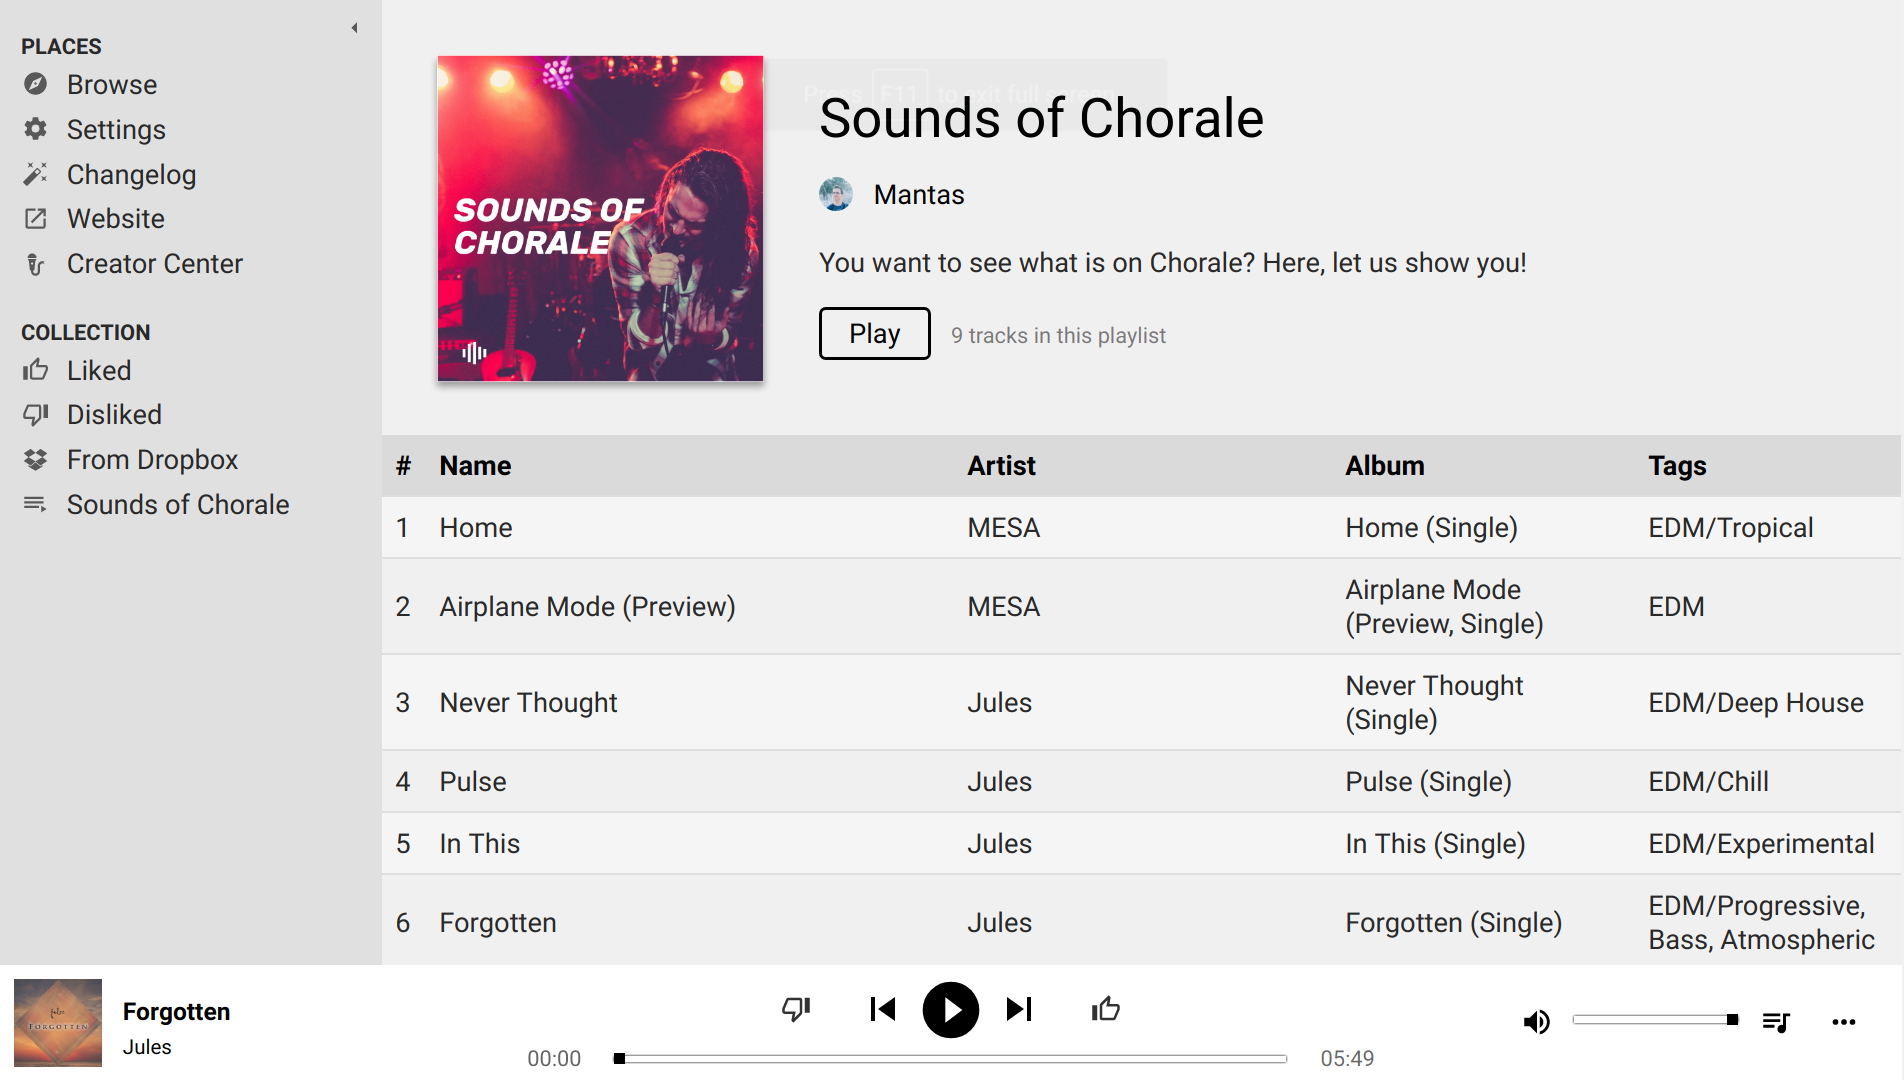 PLACES
Browse
Settings
Changelog
Website
Creator Center
COLLECTION
Liked
Disliked
From Dropbox
Sounds of Chorale
SOUNDS OF
CHORALE
Press F11 to exit full screen
Sounds of Chorale
Mantas
You want to see what is on Chorale? Here, let us show you!
Play 9 tracks in this playlist
# Name Artist Album Tags
1 Home MESA Home (Single) EDM/Tropical
2 Airplane Mode (Preview) MESA Airplane Mode
(Preview, Single) EDM
3 Never Thought Jules Never Thought
(Single) EDM/Deep House
4 Pulse Jules Pulse (Single) EDM/Chill
5 In This Jules In This (Single) EDM/Experimental
6 Forgotten Jules Forgotten (Single) EDM/Progressive,
Bass, Atmospheric
FORGOTTEN
Forgotten
Jules
00:00 05:49